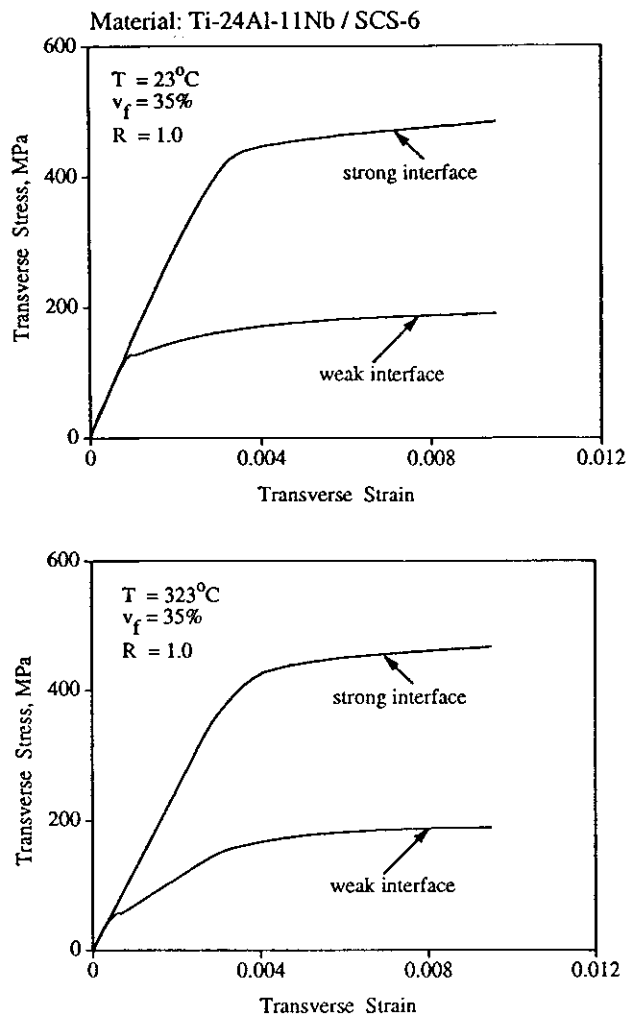 Material: Ti-24Al-11Nb / SCS-6
600
T = 23°C
v_f = 35%
R = 1.0
400
strong interface
Transverse Stress, MPa
200
weak interface
0
0
0.004
0.008
0.012
Transverse Strain
600
T = 323°C
v_f = 35%
R = 1.0
400
strong interface
Transverse Stress, MPa
200
weak interface
0
0
0.004
0.008
0.012
Transverse Strain